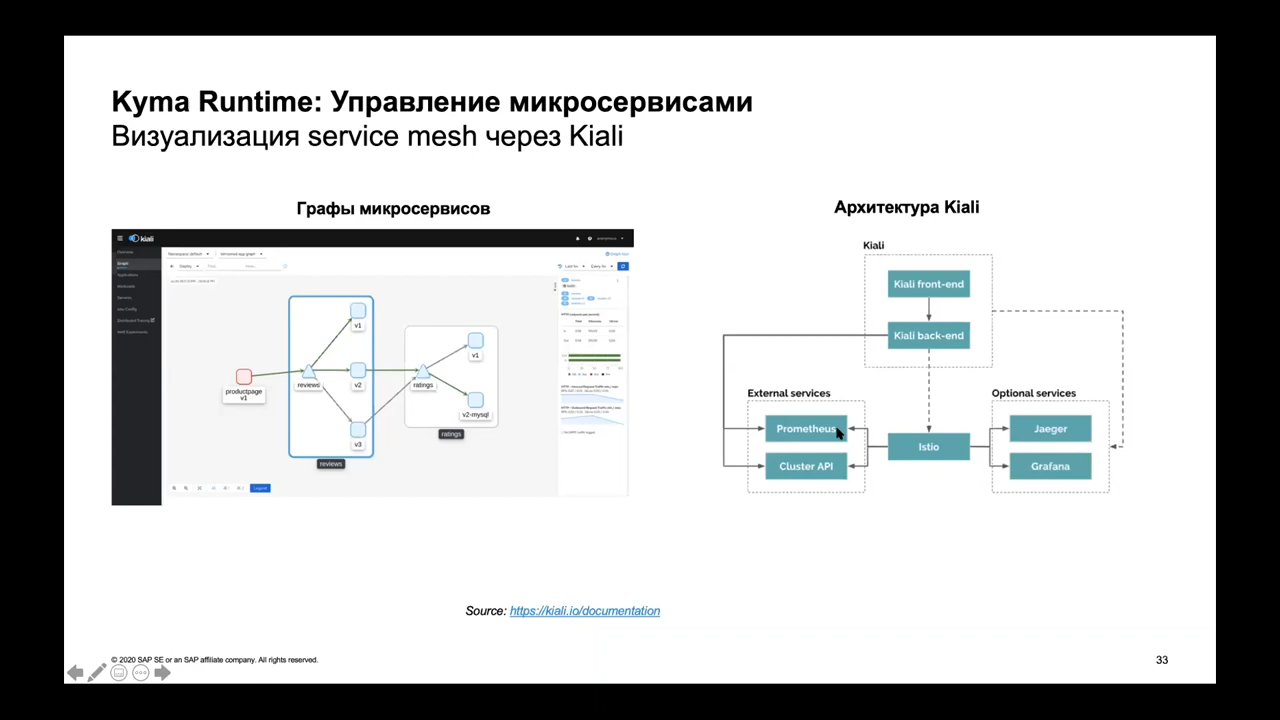 Kyma Runtime: Управление микросервисами
Визуализация service mesh через Kiali
Графы микросервисов
Архитектура Kiali
kiali
Graph
v1
reviews
v2
v3
reviews
productpage
v1
ratings
v1
v2-mysql
ratings
Kiali
Kiali front-end
Kiali back-end
External services
Prometheus
Cluster API
Istio
Optional services
Jaeger
Grafana
Source: https://kiali.io/documentation
© 2020 SAP SE or an SAP affiliate company. All rights reserved.
33